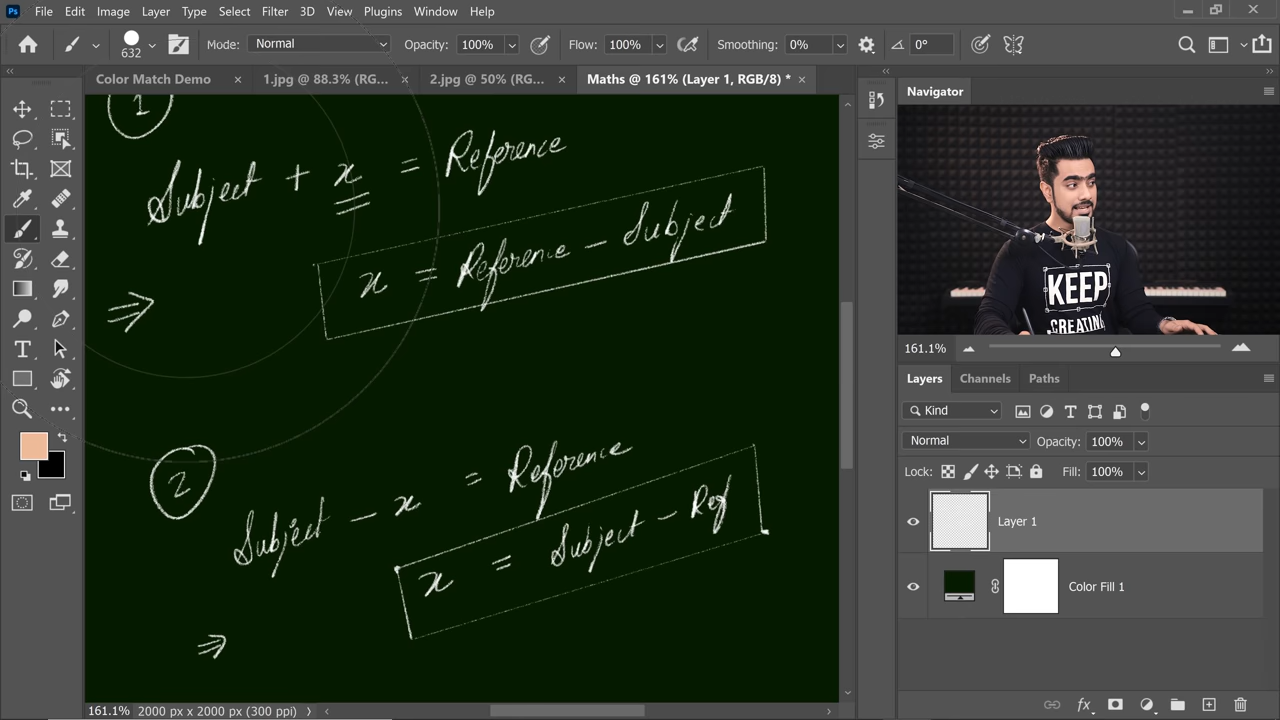 Ps File Edit Image Layer Type Select Filter 3D View Plugins Window Help
632 Mode: Normal Opacity: 100% Flow: 100% Smoothing: 0% 0°
Color Match Demo × 1.jpg @ 88.3% (RG... × 2.jpg @ 50% (RG... × Maths @ 161% (Layer 1, RGB/8) * ×
1
Subject + x = Reference
x = Reference - Subject
⇒
2
Subject - x = Reference
x = Subject - Ref
⇒
161.1% 2000 px x 2000 px (300 ppi)
Navigator
KEEP
CREATING
161.1%
Layers Channels Paths
Kind
Normal Opacity: 100%
Lock: Fill: 100%
Layer 1
Color Fill 1
fx